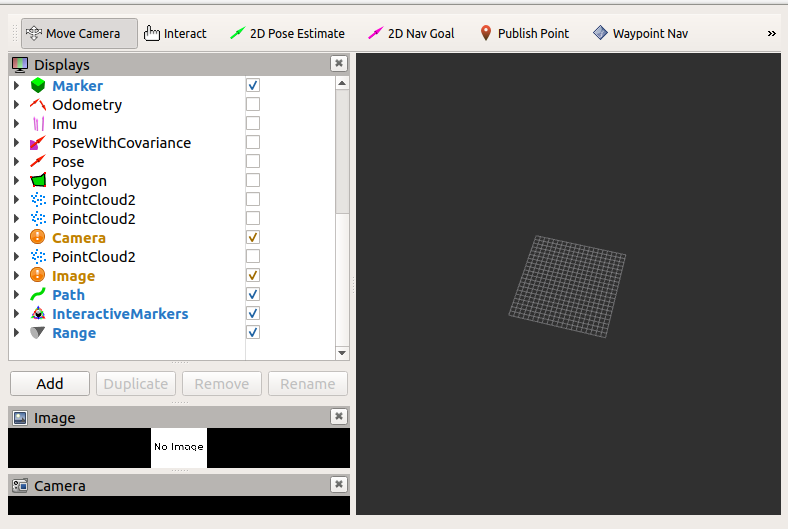 Move Camera Interact 2D Pose Estimate 2D Nav Goal Publish Point Waypoint Nav »
Displays
Marker
Odometry
Imu
PoseWithCovariance
Pose
Polygon
PointCloud2
PointCloud2
Camera
PointCloud2
Image
Path
InteractiveMarkers
Range
Add Duplicate Remove Rename
Image
No Image
Camera